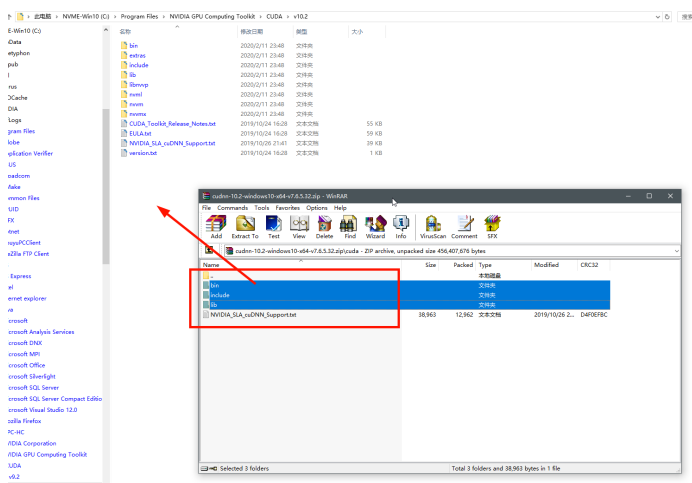 此电脑 > NVME-Win10 (C:) > Program Files > NVIDIA GPU Computing Toolkit > CUDA > v10.2
搜索
E-Win10 (C:)
Data
etyphon
pub
l
rus
OCache
DIA
Logs
gram Files
lobe
plication Verifier
US
oadcom
make
mmon Files
UID
FX
tnet
ruyuPCClient
eZilla FTP Client
Express
el
ernet explorer
va
crosoft
crosoft Analysis Services
crosoft DNX
crosoft MPI
crosoft Office
crosoft Silverlight
crosoft SQL Server
crosoft SQL Server Compact Editio
crosoft Visual Studio 12.0
ozilla Firefox
PC-HC
VIDIA Corporation
VIDIA GPU Computing Toolkit
UDA
v9.2
名称 修改日期 类型 大小
bin 2020/2/11 23:48 文件夹
extras 2020/2/11 23:48 文件夹
include 2020/2/11 23:48 文件夹
lib 2020/2/11 23:48 文件夹
libnvvp 2020/2/11 23:48 文件夹
nvml 2020/2/11 23:48 文件夹
nvvm 2020/2/11 23:48 文件夹
nvvmx 2020/2/11 23:48 文件夹
CUDA_Toolkit_Release_Notes.txt 2019/10/24 16:28 文本文档 55 KB
EULA.txt 2019/10/24 16:28 文本文档 59 KB
NVIDIA_SLA_cuDNN_Support.txt 2019/10/26 21:41 文本文档 39 KB
version.txt 2019/10/24 16:28 文本文档 1 KB
cudnn-10.2-windows10-x64-v7.6.5.32.zip - WinRAR
File Commands Tools Favorites Options Help
Add Extract To Test View Delete Find Wizard Info VirusScan Comment SFX
cudnn-10.2-windows10-x64-v7.6.5.32.zip\cuda - ZIP archive, unpacked size 456,407,676 bytes
Name Size Packed Type Modified CRC32
.. 本地磁盘
bin 文件夹
include 文件夹
lib 文件夹
NVIDIA_SLA_cuDNN_Support.txt 38,963 12,962 文本文档 2019/10/26 2... D4F0EFBC
Selected 3 folders
Total 3 folders and 38,963 bytes in 1 file